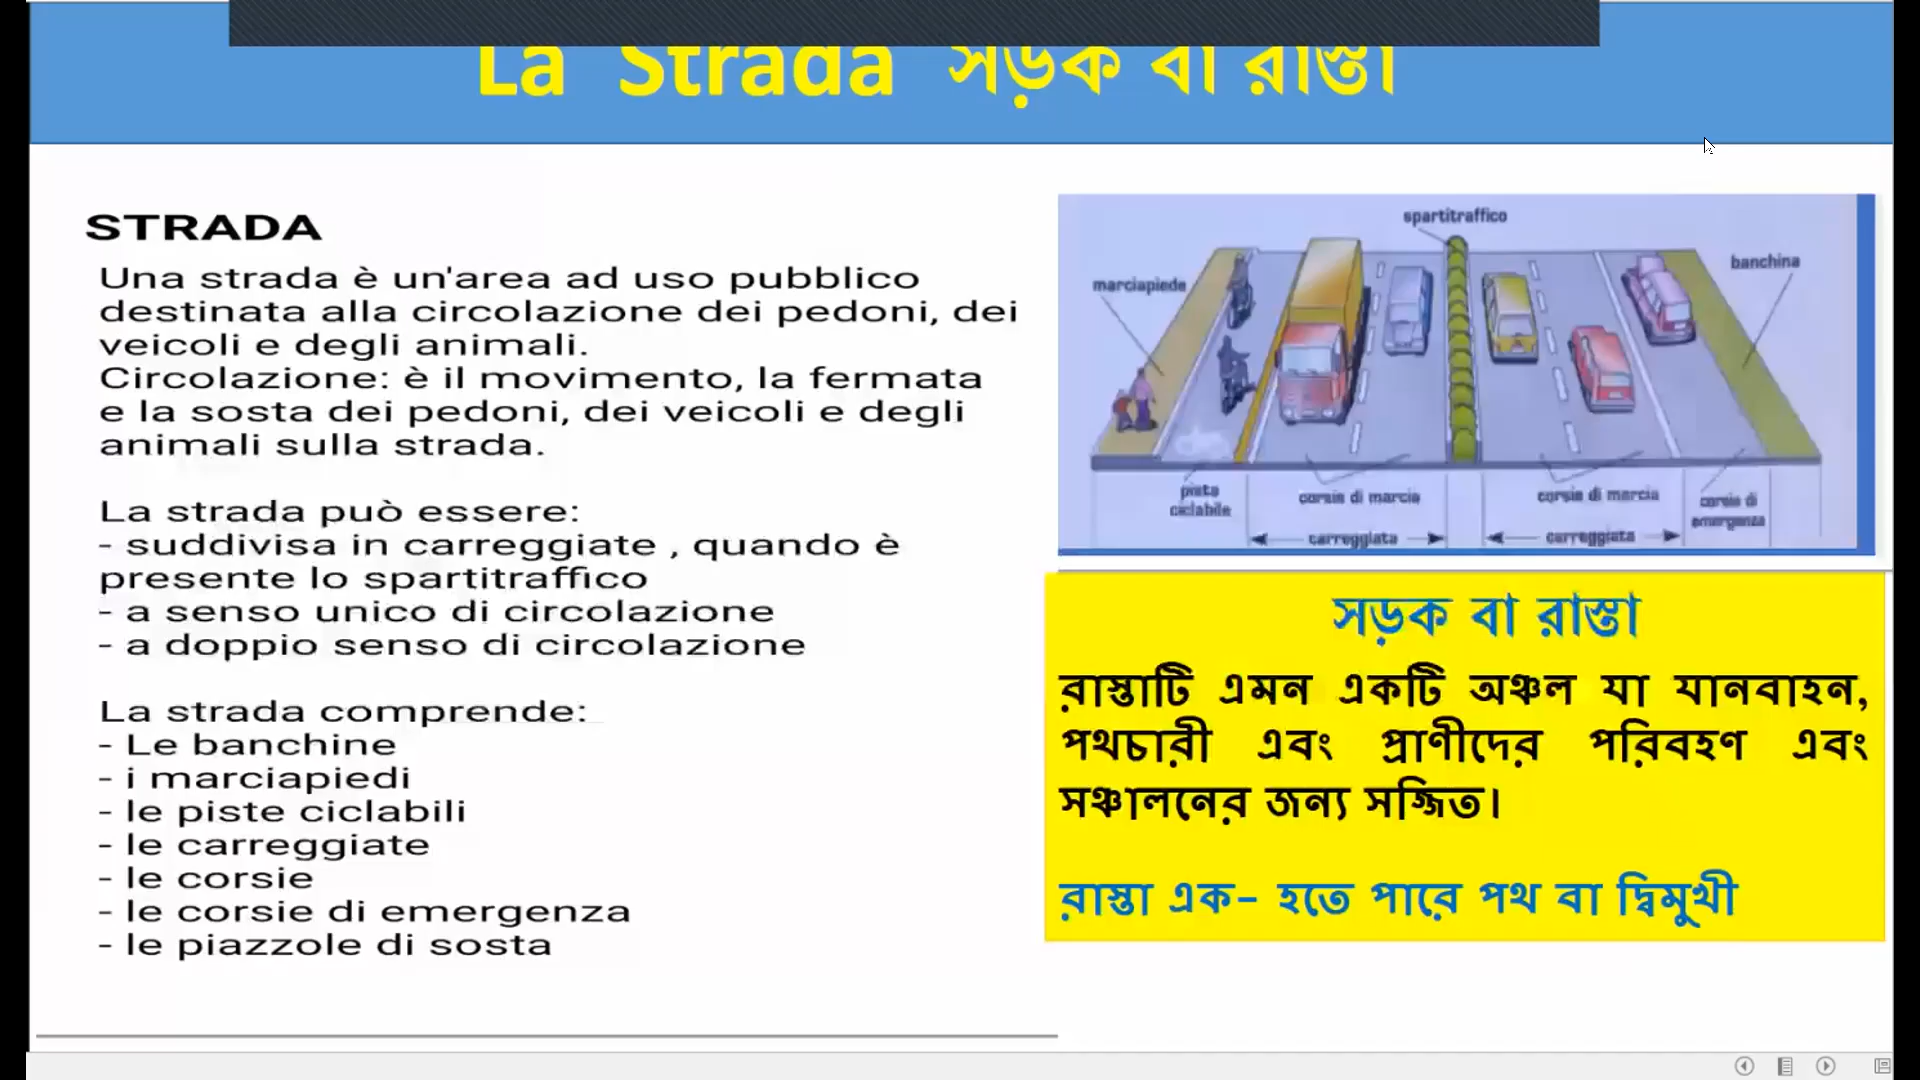 La Strada সড়ক বা রাস্তা
STRADA
Una strada è un'area ad uso pubblico
destinata alla circolazione dei pedoni, dei
veicoli e degli animali.
Circolazione: è il movimento, la fermata
e la sosta dei pedoni, dei veicoli e degli
animali sulla strada.
La strada può essere:
- suddivisa in carreggiate , quando è
presente lo spartitraffico
- a senso unico di circolazione
- a doppio senso di circolazione
La strada comprende:
- Le banchine
- i marciapiedi
- le piste ciclabili
- le carreggiate
- le corsie
- le corsie di emergenza
- le piazzole di sosta
spartitraffico
banchina
marciapiede
pista
ciclabile
corsie di marcia
corsie di marcia
corsia di
emergenza
carreggiata
carreggiata
সড়ক বা রাস্তা
রাস্তাটি এমন একটি অঞ্চল যা যানবাহন,
পথচারী এবং প্রাণীদের পরিবহণ এবং
সঞ্চালনের জন্য সজ্জিত।
রাস্তা এক- হতে পারে পথ বা দ্বিমুখী